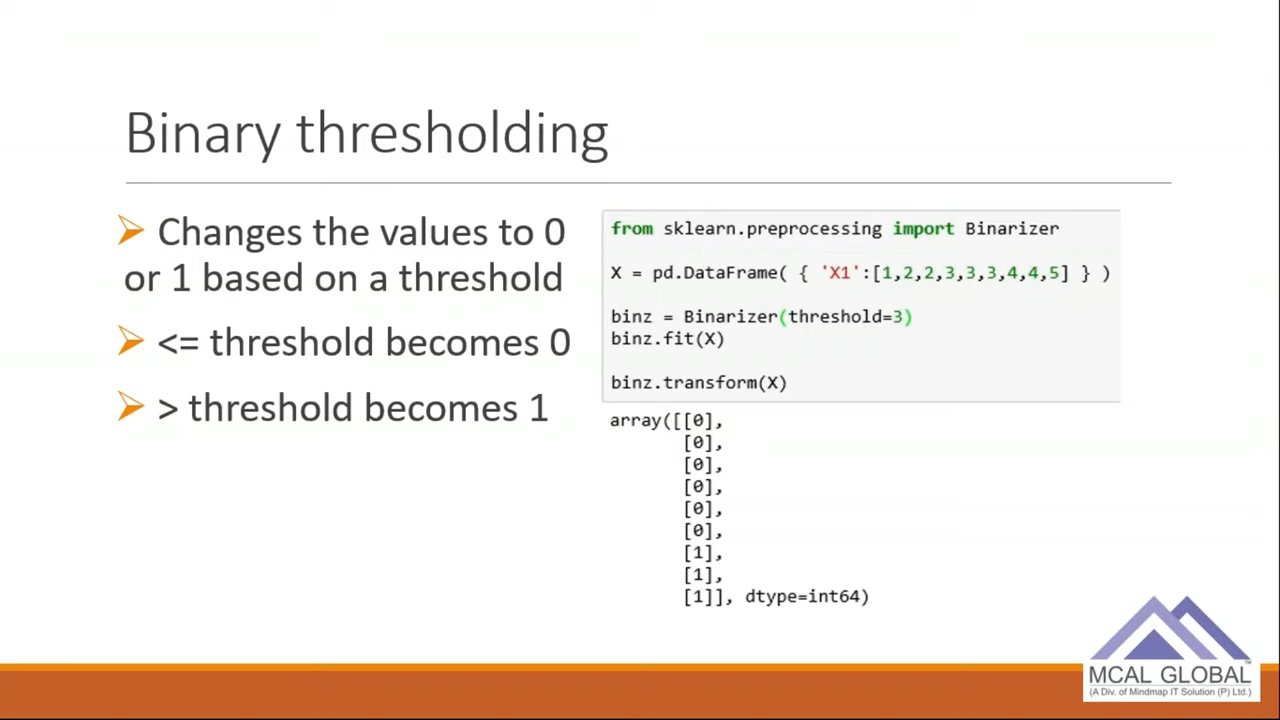 Binary thresholding
Changes the values to 0
or 1 based on a threshold
<= threshold becomes 0
> threshold becomes 1
from sklearn.preprocessing import Binarizer
X = pd.DataFrame( { 'X1':[1,2,2,3,3,3,4,4,5] } )
binz = Binarizer(threshold=3)
binz.fit(X)
binz.transform(X)
array([[0],
[0],
[0],
[0],
[0],
[0],
[1],
[1],
[1]], dtype=int64)
MCAL GLOBAL™
(A Div. of Mindmap IT Solution (P) Ltd.)